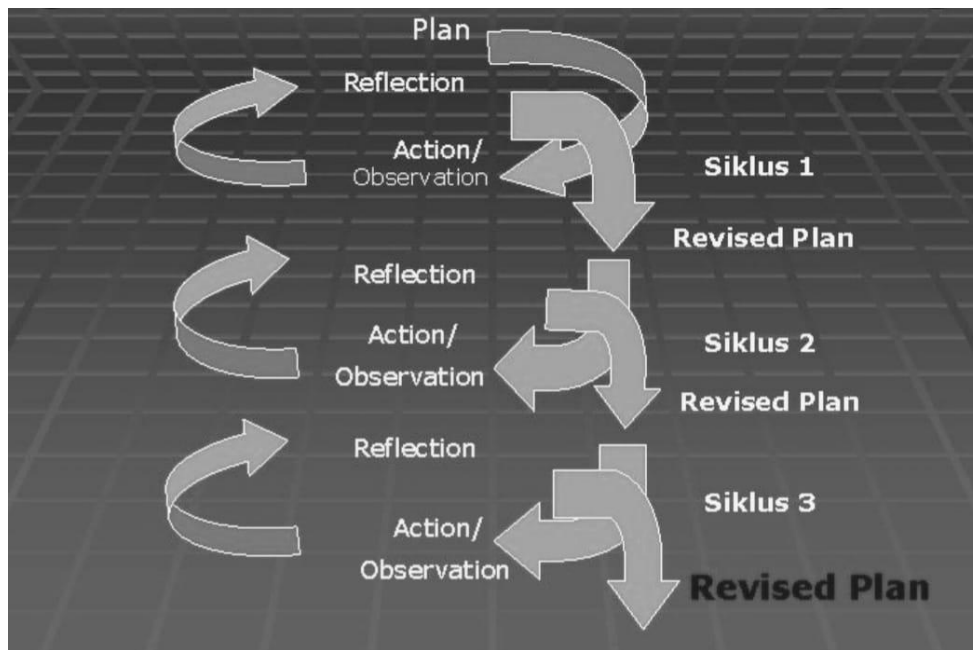 Plan
Reflection
Action/
Observation
Siklus 1
Revised Plan
Reflection
Action/
Observation
Siklus 2
Revised Plan
Reflection
Action/
Observation
Siklus 3
Revised Plan